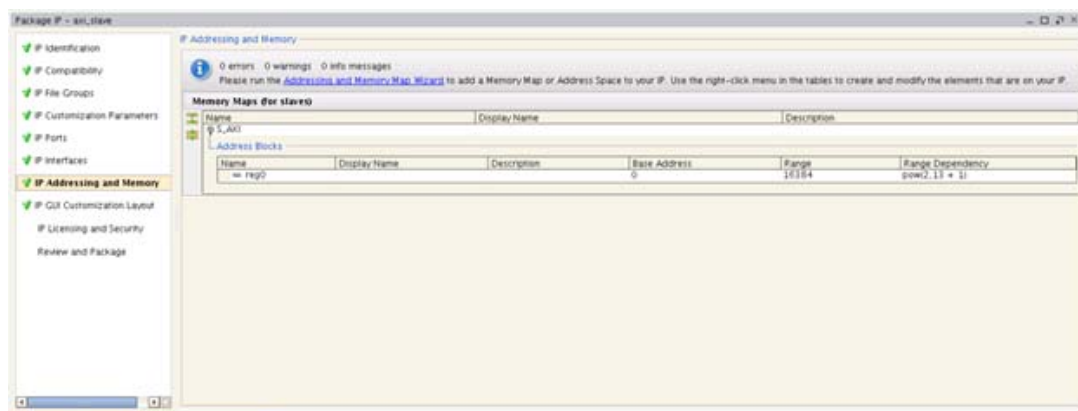 Package IP - axi_slave
IP Identification
IP Compatibility
IP File Groups
IP Customization Parameters
IP Ports
IP Interfaces
IP Addressing and Memory
IP GUI Customization Layout
IP Licensing and Security
Review and Package
IP Addressing and Memory
0 errors 0 warnings 0 info messages
Please run the Addressing and Memory Map Wizard to add a Memory Map or Address Space to your IP. Use the right-click menu in the tables to create and modify the elements that are on your IP.
Memory Maps (for slaves)
Name Display Name Description
S_AXI
Address Blocks
Name Display Name Description Base Address Range Range Dependency
reg0 0 16384 pow(2,13 + 1)